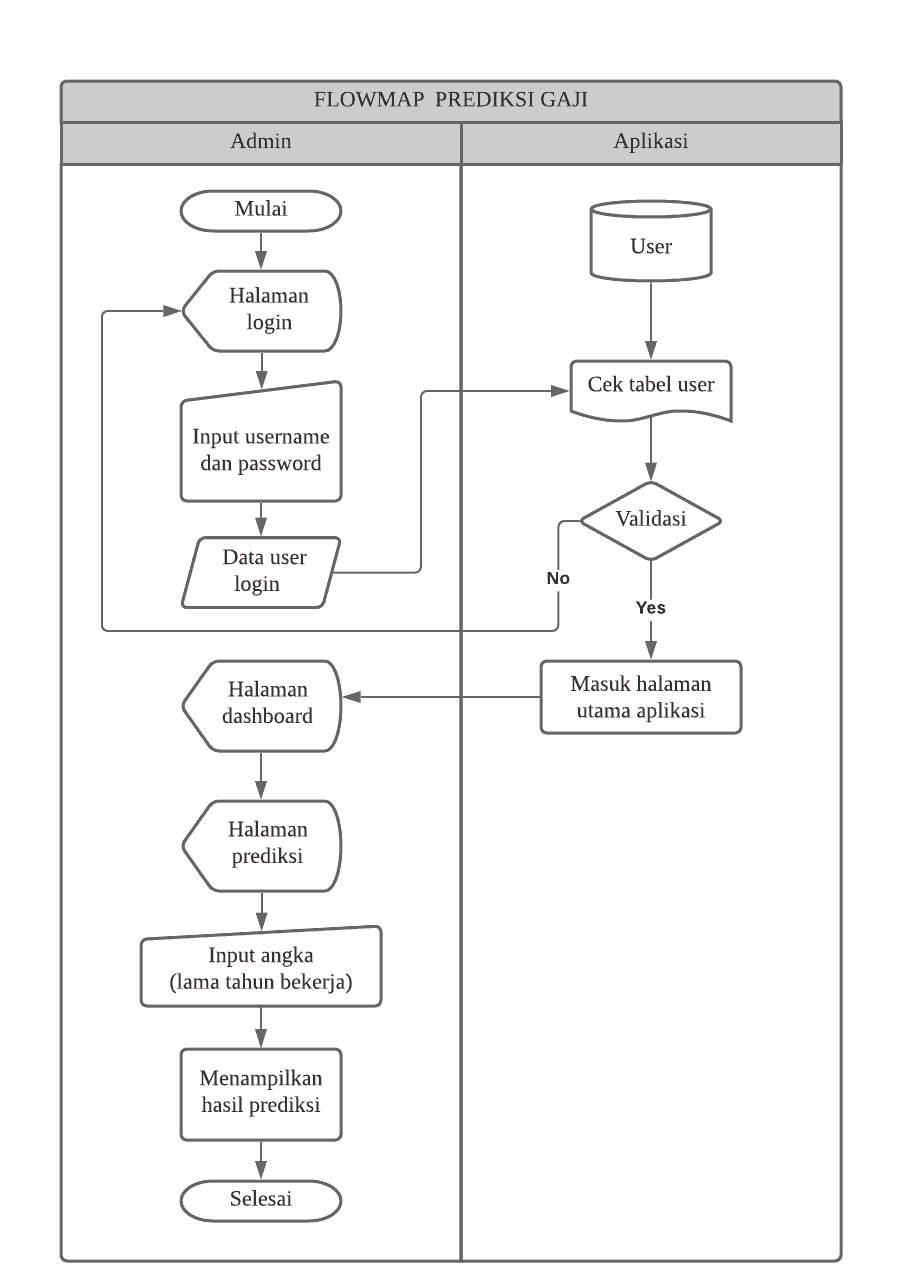 FLOWMAP PREDIKSI GAJI
Admin
Aplikasi
Mulai
Halaman
login
Input username
dan password
Data user
login
User
Cek tabel user
Validasi
No
Yes
Masuk halaman
utama aplikasi
Halaman
dashboard
Halaman
prediksi
Input angka
(lama tahun bekerja)
Menampilkan
hasil prediksi
Selesai